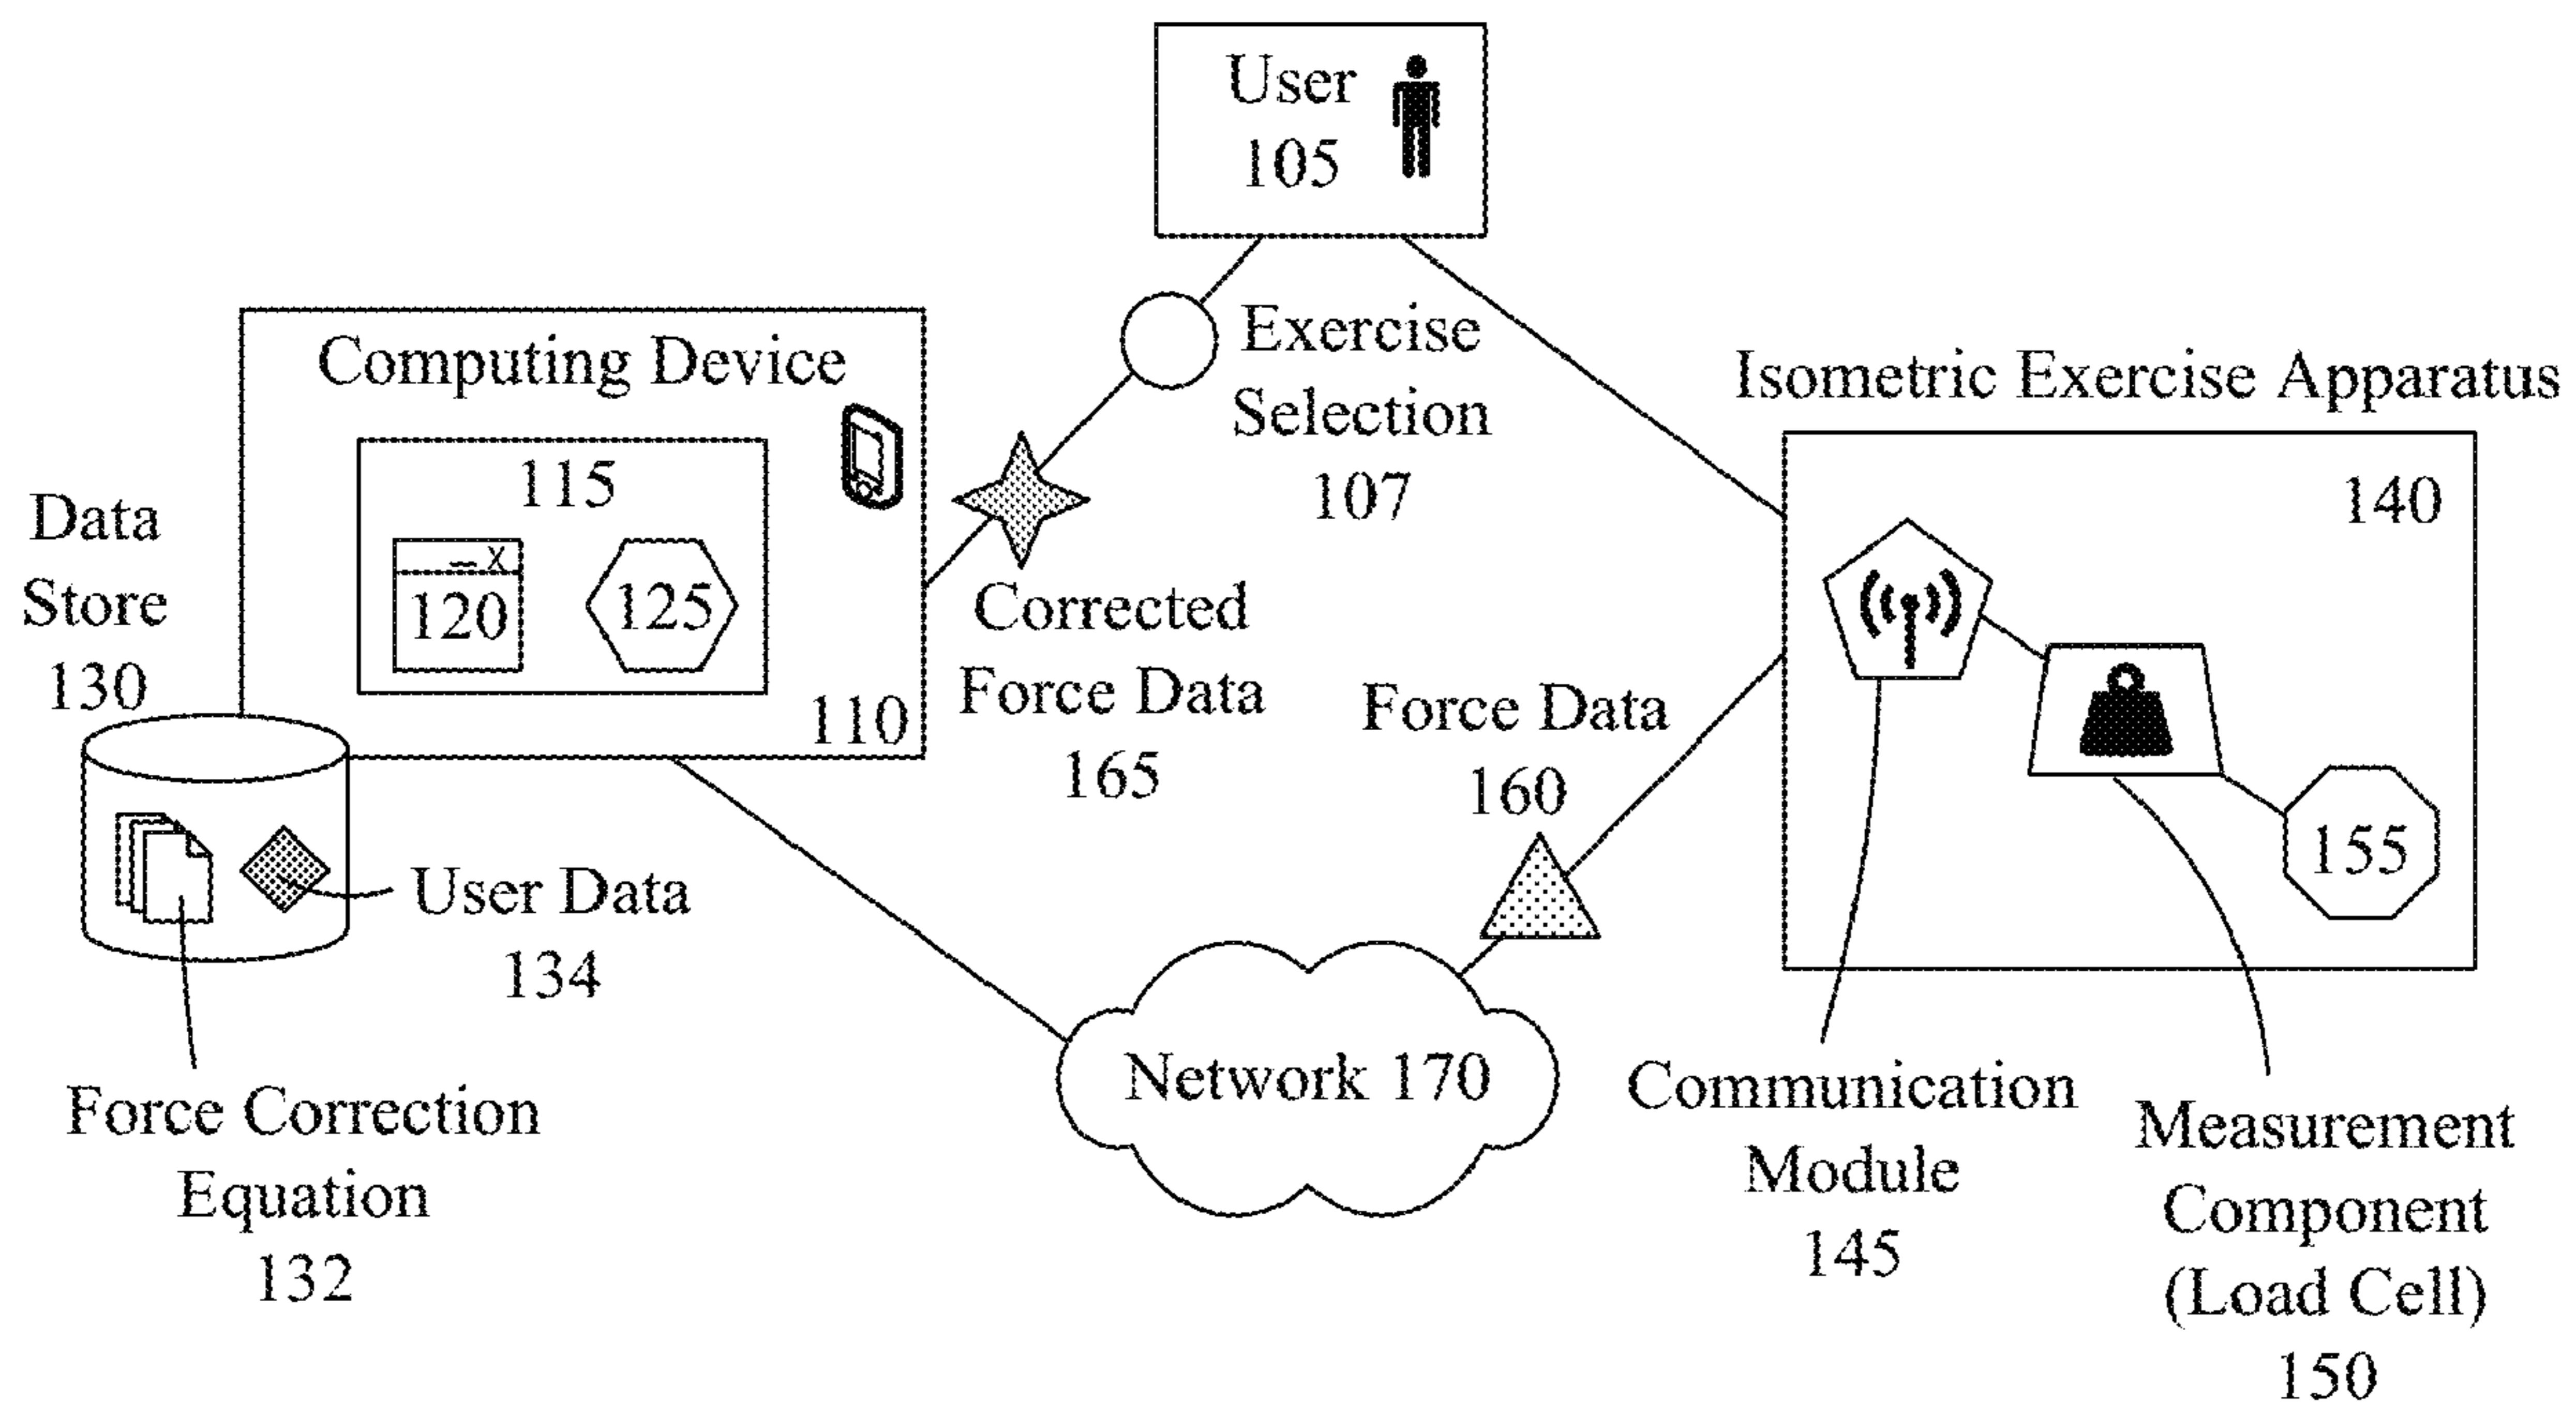 User
105
Exercise
Selection
107
Computing Device
115
_ X
120
125
110
Data
Store
130
Corrected
Force Data
165
User Data
134
Force Correction
Equation
132
Isometric Exercise Apparatus
140
155
Force Data
160
Network 170
Communication
Module
145
Measurement
Component
(Load Cell)
150